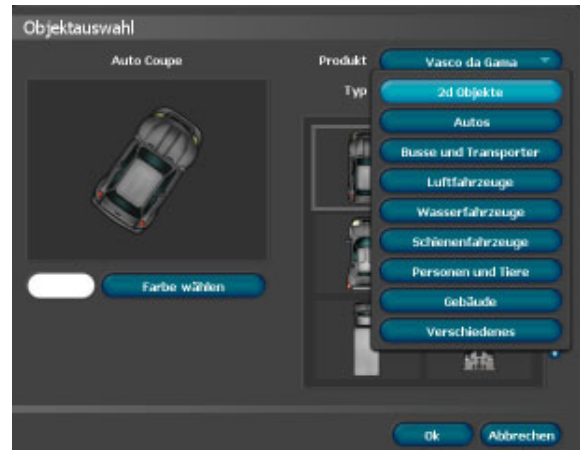 Objektauswahl
Auto Coupe
Produkt
Vasco da Gama
Typ
2d Objekte
Autos
Busse und Transporter
Luftfahrzeuge
Wasserfahrzeuge
Schienenfahrzeuge
Personen und Tiere
Gebäude
Verschiedenes
Farbe wählen
Ok
Abbrechen